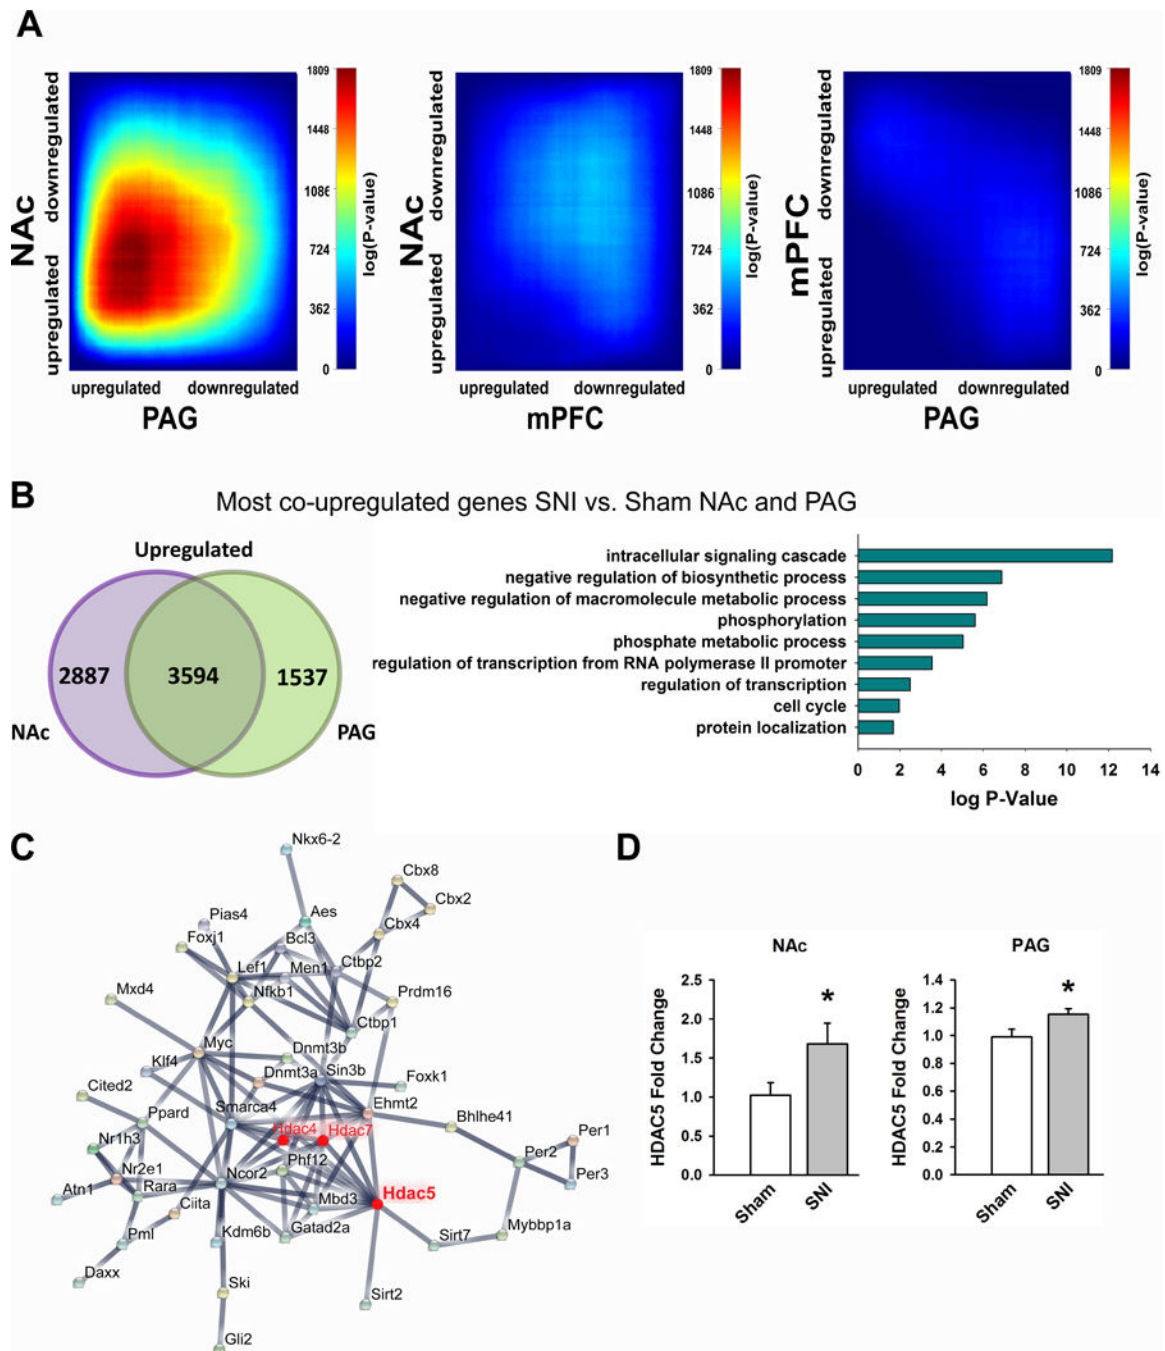 A
NAc
upregulated downregulated
upregulated downregulated
PAG
1809
1448
1086
724
362
0
log(P-value)
NAc
upregulated downregulated
upregulated downregulated
mPFC
1809
1448
1086
724
362
0
log(P-value)
mPFC
upregulated downregulated
upregulated downregulated
PAG
1809
1448
1086
724
362
0
log(P-value)
B
Most co-upregulated genes SNI vs. Sham NAc and PAG
Upregulated
2887 3594 1537
NAc PAG
intracellular signaling cascade
negative regulation of biosynthetic process
negative regulation of macromolecule metabolic process
phosphorylation
phosphate metabolic process
regulation of transcription from RNA polymerase II promoter
regulation of transcription
cell cycle
protein localization
0 2 4 6 8 10 12 14
log P-Value
C
Nkx6-2
Cbx8
Cbx2
Pias4
Aes
Cbx4
Foxj1
Bcl3
Ctbp2
Lef1
Men1
Mxd4
Nfkb1
Prdm16
Ctbp1
Myc
Dnmt3b
Klf4
Dnmt3a
Sin3b
Foxk1
Cited2
Ppard
Smarca4
Ehmt2
Bhlhe41
Hdac4
Hdac7
Per1
Nr1h3
Phf12
Per2
Nr2e1
Ncor2
Per3
Atn1
Rara
Ciita
Mbd3
Hdac5
Pml
Kdm6b
Gatad2a
Sirt7
Mybbp1a
Daxx
Ski
Sirt2
Gli2
D
NAc
HDAC5 Fold Change
2.5
2.0
1.5
1.0
0.5
0.0
*
Sham
SNI
PAG
HDAC5 Fold Change
1.4
1.2
1.0
0.8
0.6
0.4
0.2
0.0
*
Sham
SNI